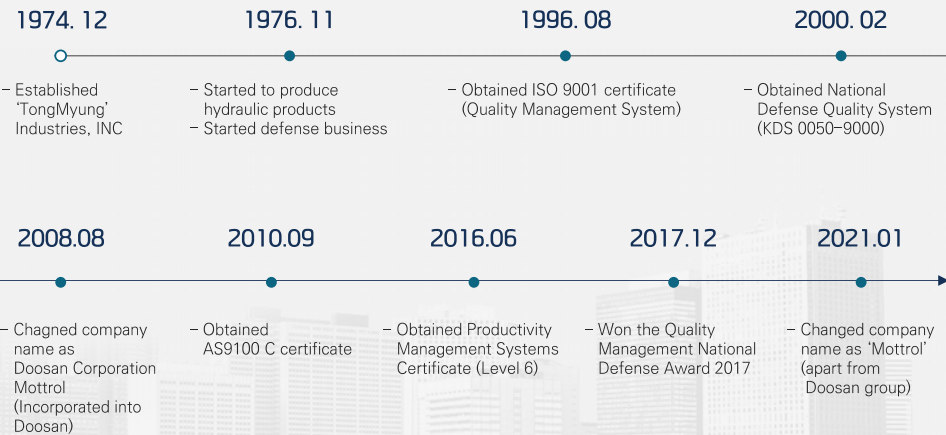 1974. 12
– Established
'TongMyung'
Industries, INC
1976. 11
– Started to produce
hydraulic products
– Started defense business
1996. 08
– Obtained ISO 9001 certificate
(Quality Management System)
2000. 02
– Obtained National
Defense Quality System
(KDS 0050-9000)
2008.08
– Chagned company
name as
Doosan Corporation
Mottrol
(Incorporated into
Doosan)
2010.09
– Obtained
AS9100 C certificate
2016.06
– Obtained Productivity
Management Systems
Certificate (Level 6)
2017.12
– Won the Quality
Management National
Defense Award 2017
2021.01
– Changed company
name as 'Mottrol'
(apart from
Doosan group)